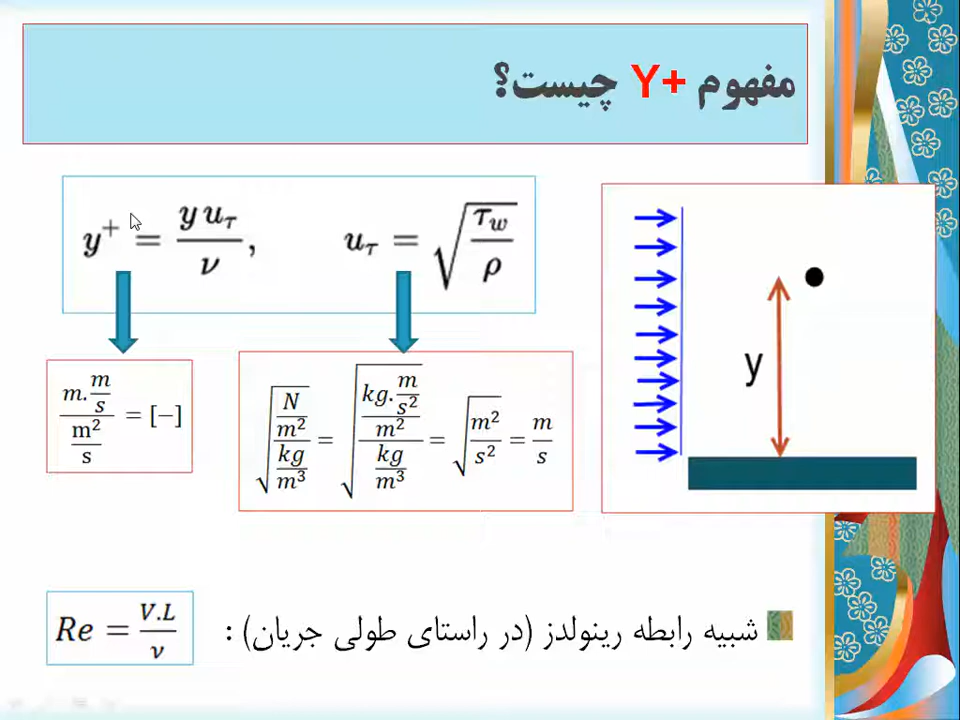 مفهوم Y+ چیست؟
y⁺ = y u_τ / ν , u_τ = √(τ_w / ρ)
m.(m/s) / (m²/s) = [−]
√((N/m²) / (kg/m³)) = √((kg.(m/s²) / m²) / (kg/m³)) = √(m²/s²) = m/s
y
شبیه رابطه رینولدز (در راستای طولی جریان) :
Re = V.L / ν